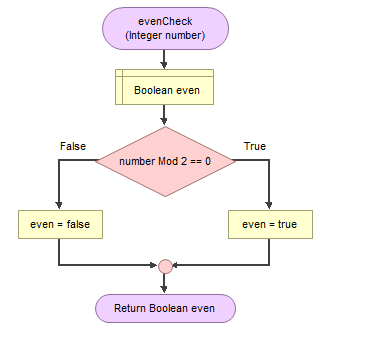 evenCheck
(Integer number)
Boolean even
False
True
number Mod 2 == 0
even = false
even = true
Return Boolean even